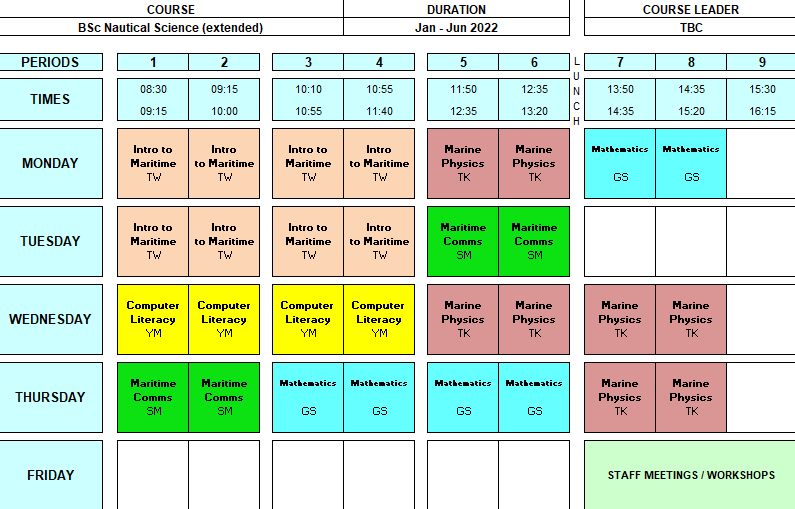 COURSE DURATION COURSE LEADER
BSc Nautical Science (extended) Jan - Jun 2022 TBC
PERIODS 1 2 3 4 5 6 LUNCH 7 8 9
TIMES 08:30 09:15 10:10 10:55 11:50 12:35 13:50 14:35 15:30
09:15 10:00 10:55 11:40 12:35 13:20 14:35 15:20 16:15
MONDAY
Intro to Intro Intro to Intro Marine Marine Mathematics Mathematics
Maritime to Maritime Maritime to Maritime Physics Physics
TW TW TW TW TK TK GS GS
TUESDAY
Intro to Intro Intro to Intro Maritime Maritime
Maritime to Maritime Maritime to Maritime Comms Comms
TW TW TW TW SM SM
WEDNESDAY
Computer Computer Computer Computer Marine Marine Marine Marine
Literacy Literacy Literacy Literacy Physics Physics Physics Physics
YM YM YM YM TK TK TK TK
THURSDAY
Maritime Maritime Mathematics Mathematics Mathematics Mathematics Marine Marine
Comms Comms Physics Physics
SM SM GS GS GS GS TK TK
FRIDAY STAFF MEETINGS / WORKSHOPS